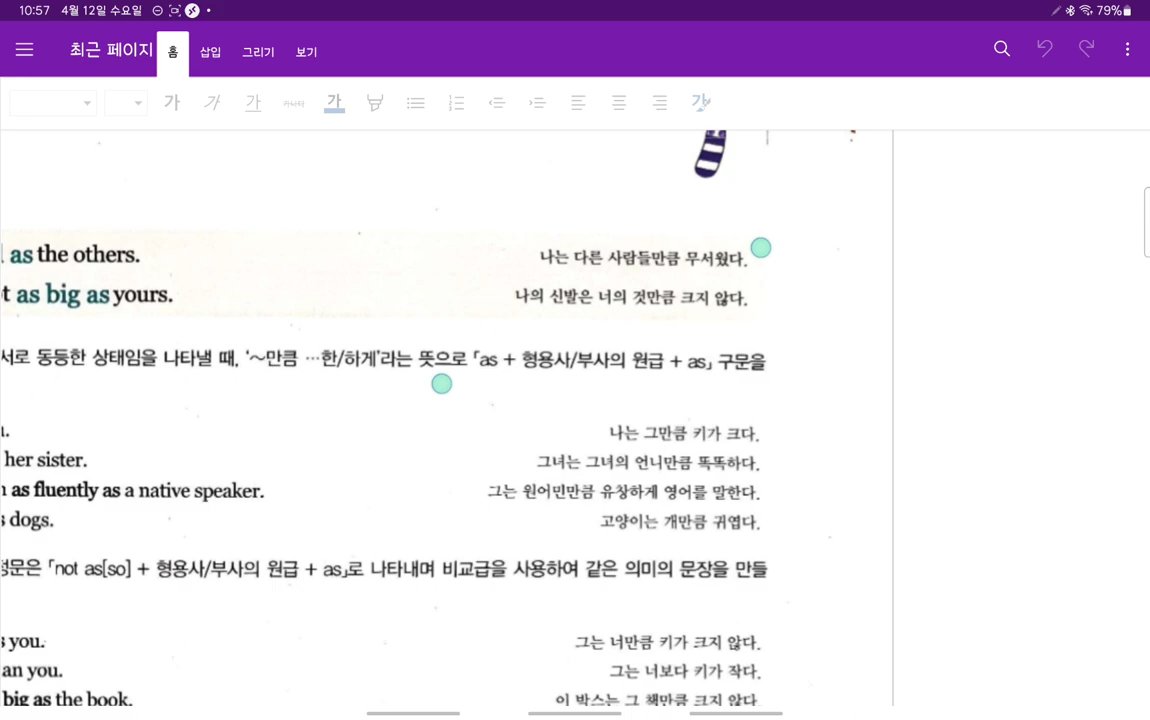 10:57 4월 12일 수요일 79%
최근 페이지 홈 삽입 그리기 보기
가 가 가 가나다 가 가
as the others. 나는 다른 사람들만큼 무서웠다.
t as big as yours. 나의 신발은 너의 것만큼 크지 않다.
서로 동등한 상태임을 나타낼 때, '~만큼 …한/하게'라는 뜻으로 「as + 형용사/부사의 원급 + as」 구문을
나는 그만큼 키가 크다.
her sister. 그녀는 그녀의 언니만큼 똑똑하다.
as fluently as a native speaker. 그는 원어민만큼 유창하게 영어를 말한다.
s dogs. 고양이는 개만큼 귀엽다.
정문은 「not as[so] + 형용사/부사의 원급 + as」로 나타내며 비교급을 사용하여 같은 의미의 문장을 만들
s you. 그는 너만큼 키가 크지 않다.
an you. 그는 너보다 키가 작다.
big as the book. 이 박스는 그 책만큼 크지 않다